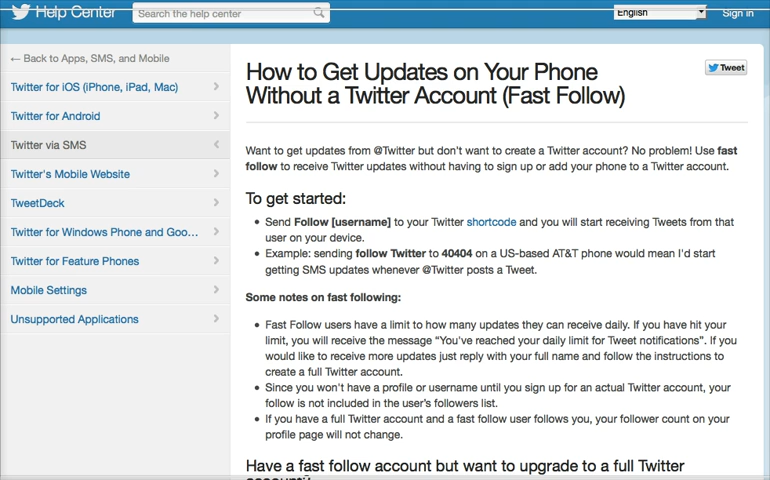 Help Center
Search the help center
English
Sign in
← Back to Apps, SMS, and Mobile
Twitter for iOS (iPhone, iPad, Mac)
Twitter for Android
Twitter via SMS
Twitter's Mobile Website
TweetDeck
Twitter for Windows Phone and Goo...
Twitter for Feature Phones
Mobile Settings
Unsupported Applications
How to Get Updates on Your Phone
Without a Twitter Account (Fast Follow)
Tweet
Want to get updates from @Twitter but don't want to create a Twitter account? No problem! Use fast
follow to receive Twitter updates without having to sign up or add your phone to a Twitter account.
To get started:
• Send Follow [username] to your Twitter shortcode and you will start receiving Tweets from that
user on your device.
• Example: sending follow Twitter to 40404 on a US-based AT&T phone would mean I'd start
getting SMS updates whenever @Twitter posts a Tweet.
Some notes on fast following:
• Fast Follow users have a limit to how many updates they can receive daily. If you have hit your
limit, you will receive the message “You've reached your daily limit for Tweet notifications”. If you
would like to receive more updates just reply with your full name and follow the instructions to
create a full Twitter account.
• Since you won't have a profile or username until you sign up for an actual Twitter account, your
follow is not included in the user's followers list.
• If you have a full Twitter account and a fast follow user follows you, your follower count on your
profile page will not change.
Have a fast follow account but want to upgrade to a full Twitter
account?